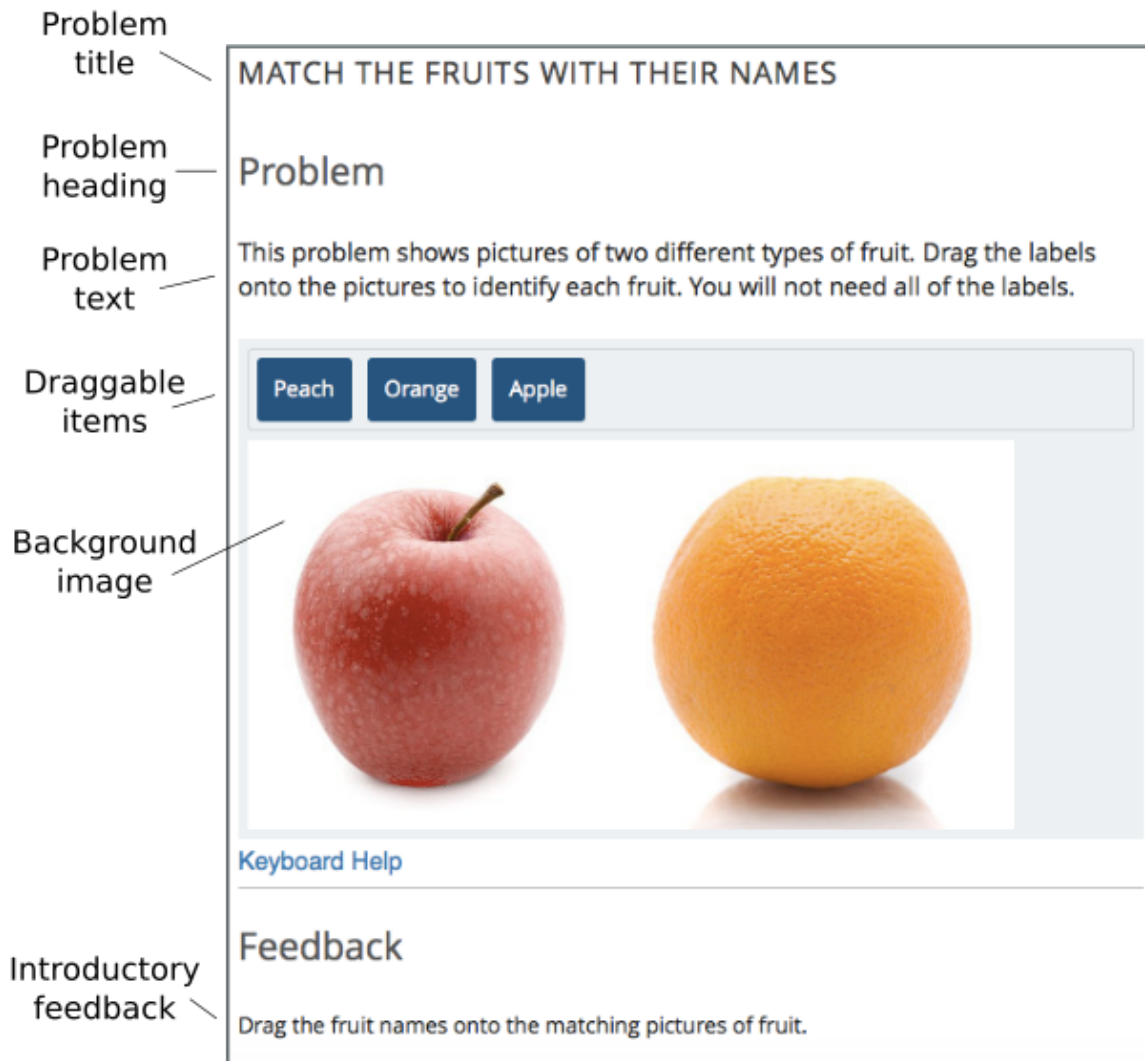 Problem
title
MATCH THE FRUITS WITH THEIR NAMES
Problem
heading
Problem
Problem
text
This problem shows pictures of two different types of fruit. Drag the labels
onto the pictures to identify each fruit. You will not need all of the labels.
Draggable
items
Peach Orange Apple
Background
image
Keyboard Help
Feedback
Introductory
feedback
Drag the fruit names onto the matching pictures of fruit.